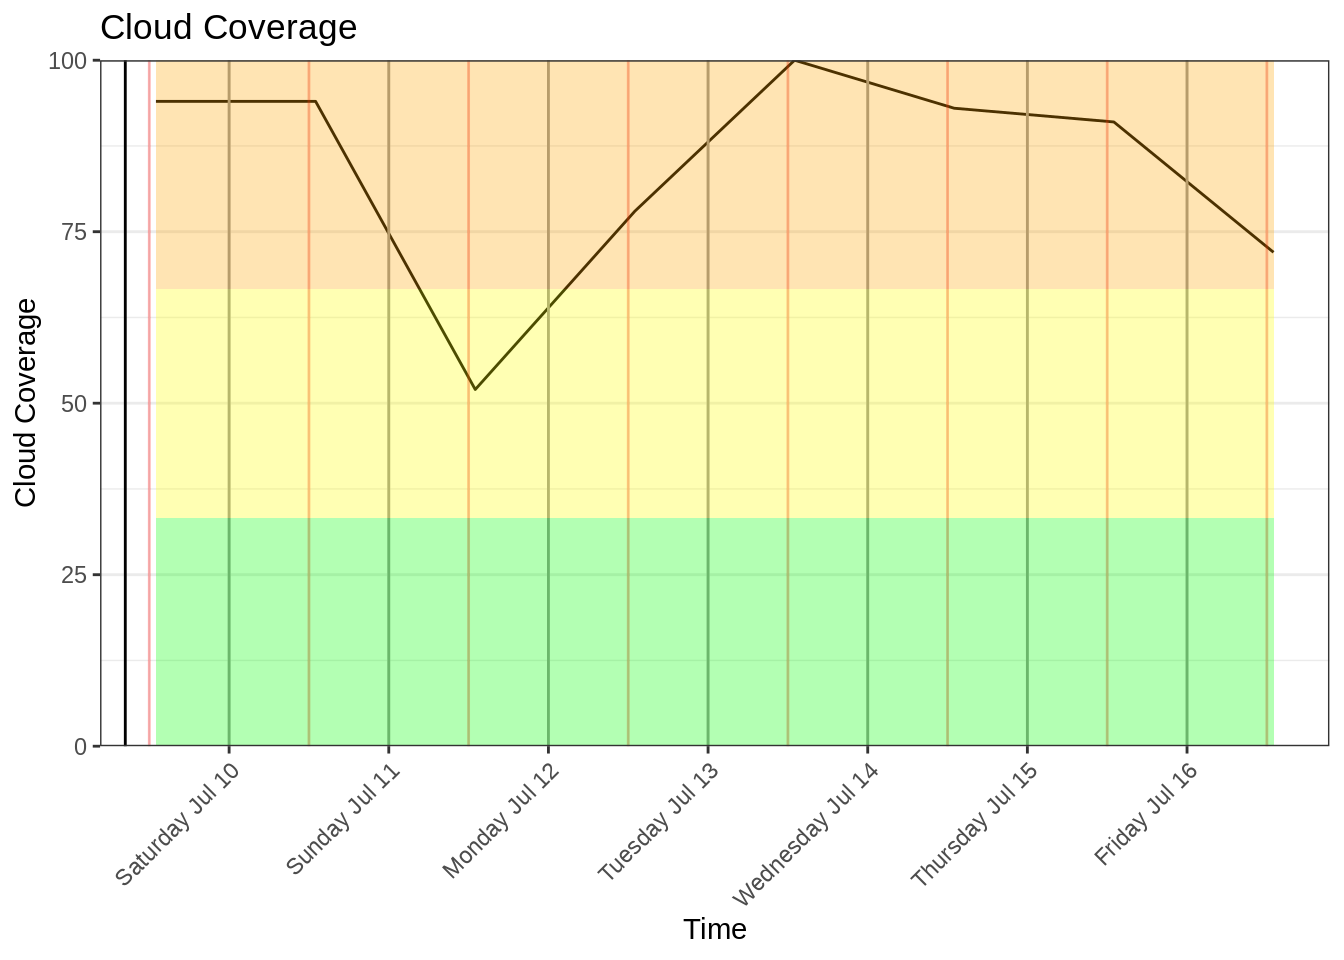 Cloud Coverage
100
75
50
25
0
Cloud Coverage
Saturday Jul 10
Sunday Jul 11
Monday Jul 12
Tuesday Jul 13
Wednesday Jul 14
Thursday Jul 15
Friday Jul 16
Time